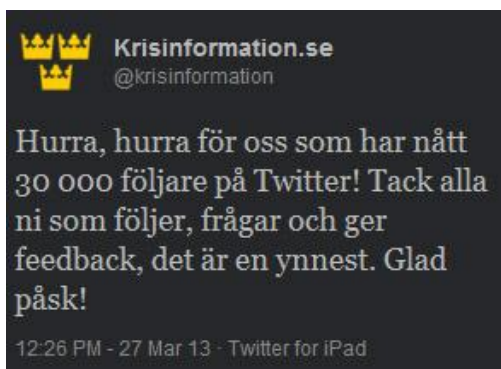 Krisinformation.se
@krisinformation
Hurra, hurra för oss som har nått
30 000 följare på Twitter! Tack alla
ni som följer, frågar och ger
feedback, det är en ynnest. Glad
påsk!
12:26 PM - 27 Mar 13 · Twitter for iPad